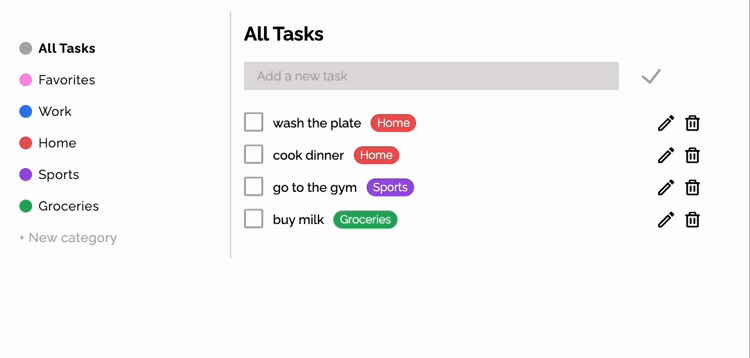 All Tasks
Favorites
Work
Home
Sports
Groceries
+ New category
All Tasks
Add a new task
wash the plate Home
cook dinner Home
go to the gym Sports
buy milk Groceries